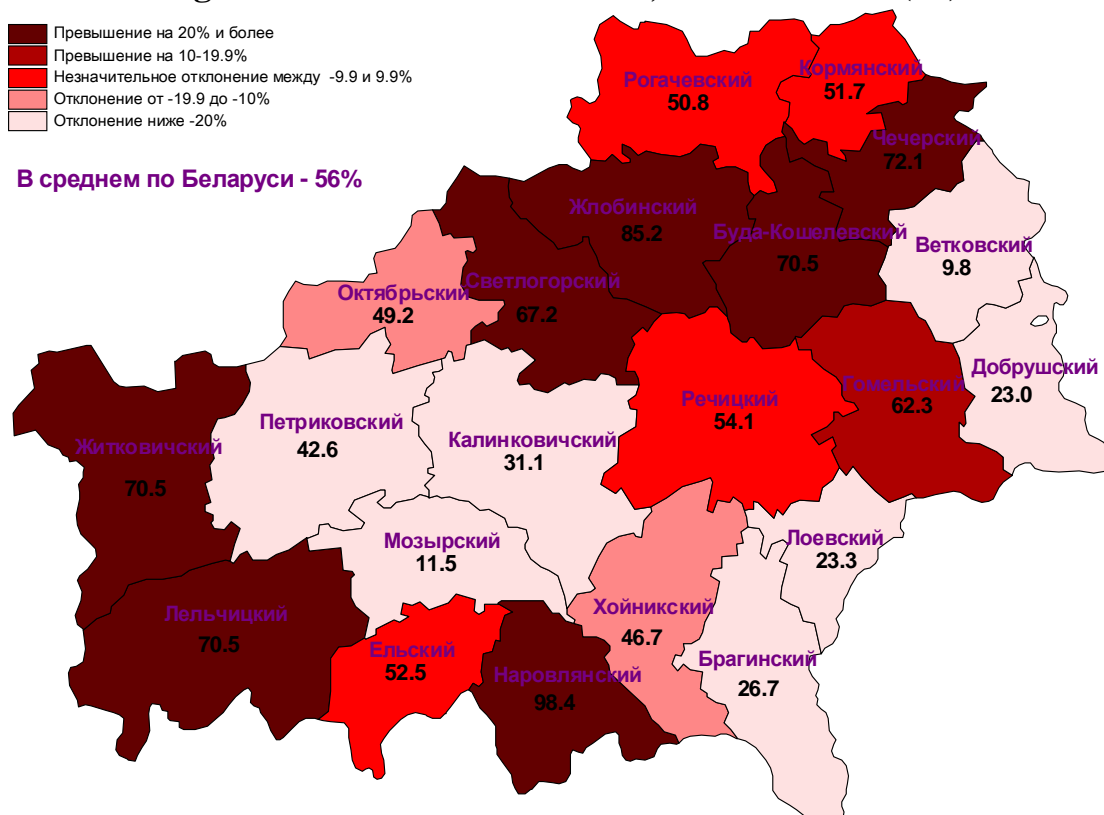 Превышение на 20% и более
Превышение на 10-19.9%
Незначительное отклонение между -9.9 и 9.9%
Отклонение от -19.9 до -10%
Отклонение ниже -20%
В среднем по Беларуси - 56%
Рогачевский
50.8
Кормянский
51.7
Чечерский
72.1
Жлобинский
85.2
Буда-Кошелевский
70.5
Ветковский
9.8
Октябрьский
49.2
Светлогорский
67.2
Добрушский
23.0
Гомельский
62.3
Речицкий
54.1
Петриковский
42.6
Калинковичский
31.1
Житковичский
70.5
Мозырский
11.5
Лоевский
23.3
Лельчицкий
70.5
Хойникский
46.7
Ельский
52.5
Брагинский
26.7
Наровлянский
98.4